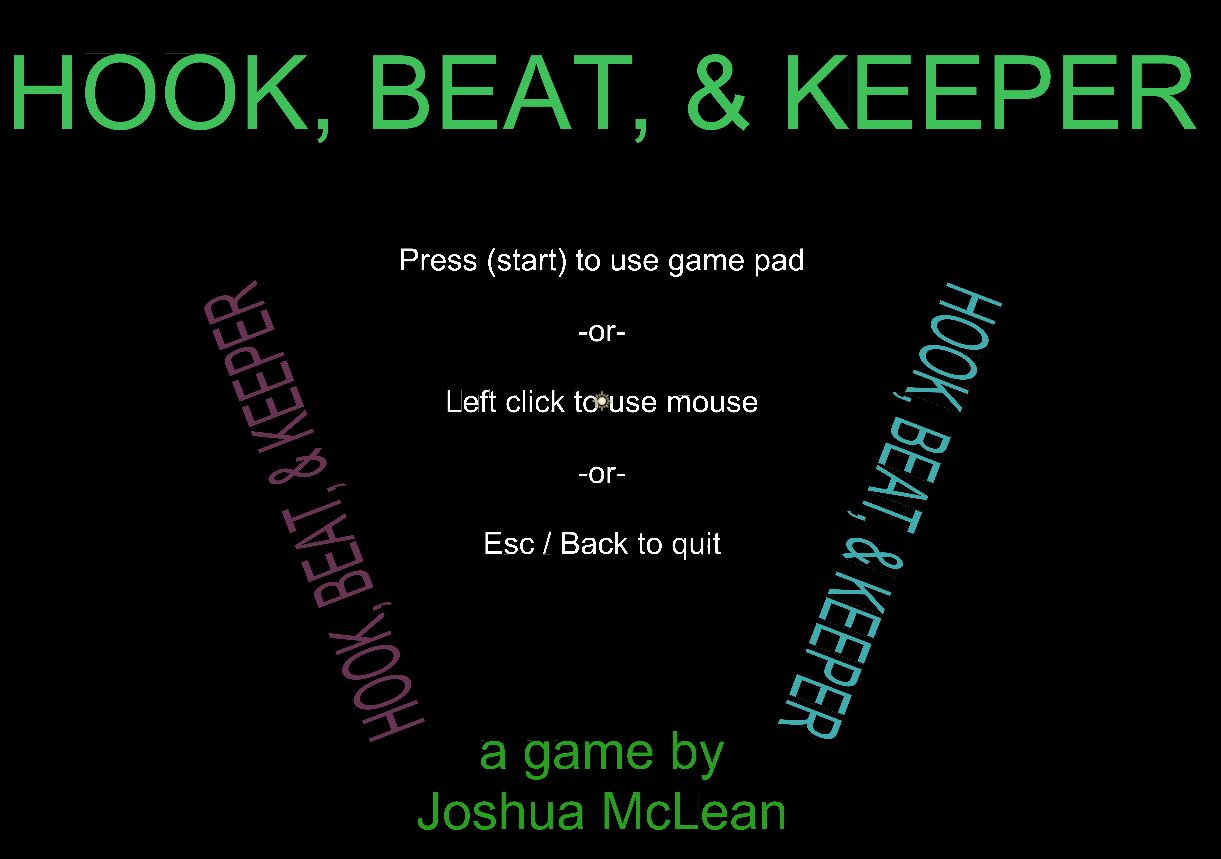 HOOK, BEAT, & KEEPER
Press (start) to use game pad
-or-
Left click to use mouse
-or-
Esc / Back to quit
HOOK, BEAT, & KEEPER
HOOK, BEAT, & KEEPER
a game by
Joshua McLean